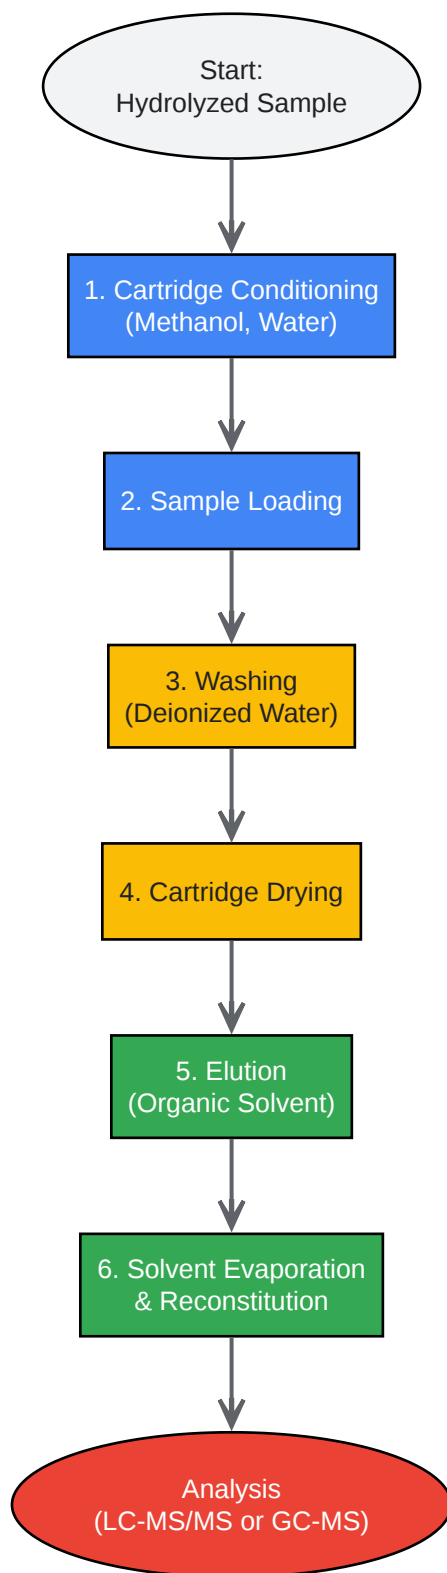 Start:
Hydrolyzed Sample
1. Cartridge Conditioning
(Methanol, Water)
2. Sample Loading
3. Washing
(Deionized Water)
4. Cartridge Drying
5. Elution
(Organic Solvent)
6. Solvent Evaporation
& Reconstitution
Analysis
(LC-MS/MS or GC-MS)